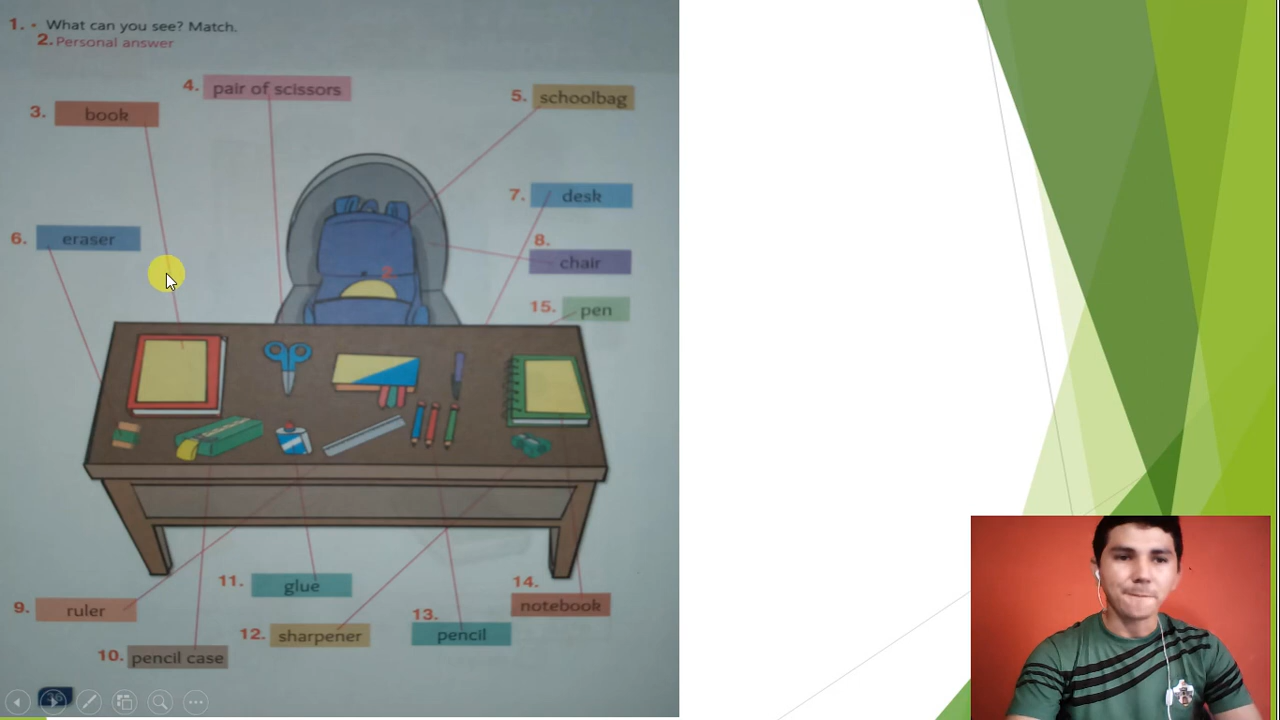 1. • What can you see? Match.
2. Personal answer
4. pair of scissors
3. book
5. schoolbag
7. desk
6. eraser
8.
chair
15. pen
11. glue
14.
notebook
9. ruler
13.
pencil
12. sharpener
10. pencil case